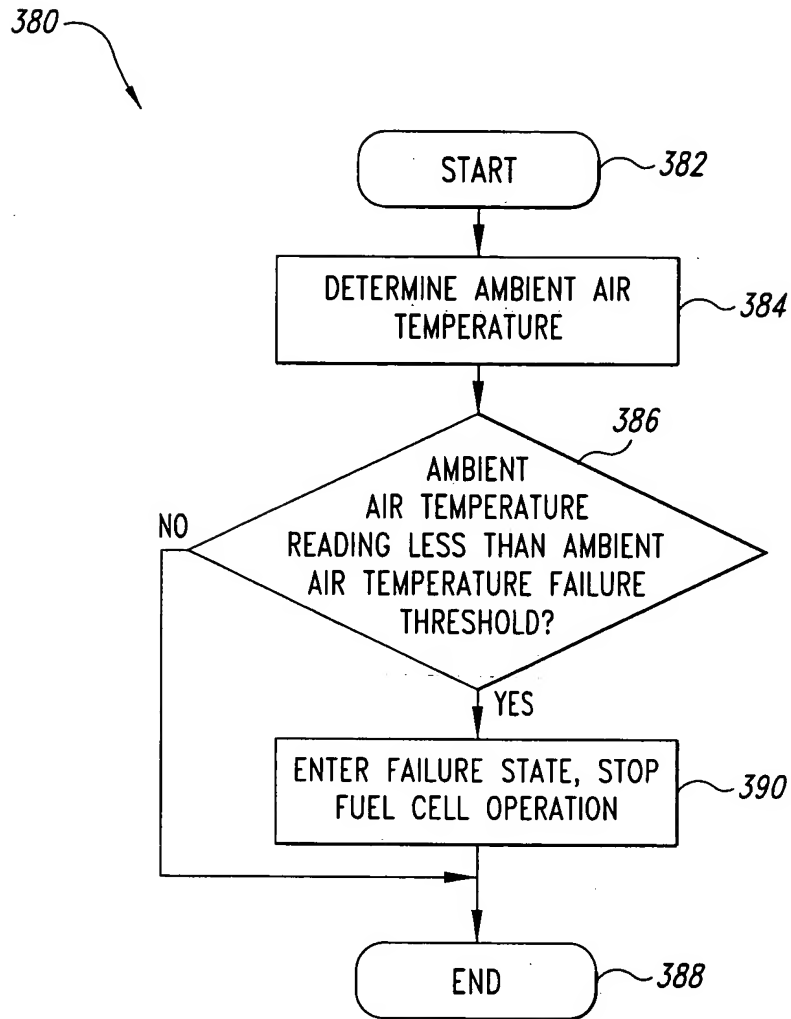 380
START
382
DETERMINE AMBIENT AIR
TEMPERATURE
384
386
AMBIENT
AIR TEMPERATURE
READING LESS THAN AMBIENT
AIR TEMPERATURE FAILURE
THRESHOLD?
NO
YES
ENTER FAILURE STATE, STOP
FUEL CELL OPERATION
390
END
388